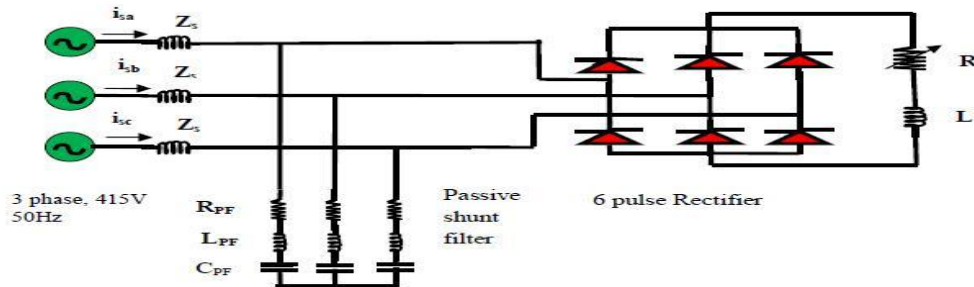 isa
Zs
isb
Zs
isc
Zs
R
L
3 phase, 415V
50Hz
RPF
LPF
CPF
Passive
shunt
filter
6 pulse Rectifier